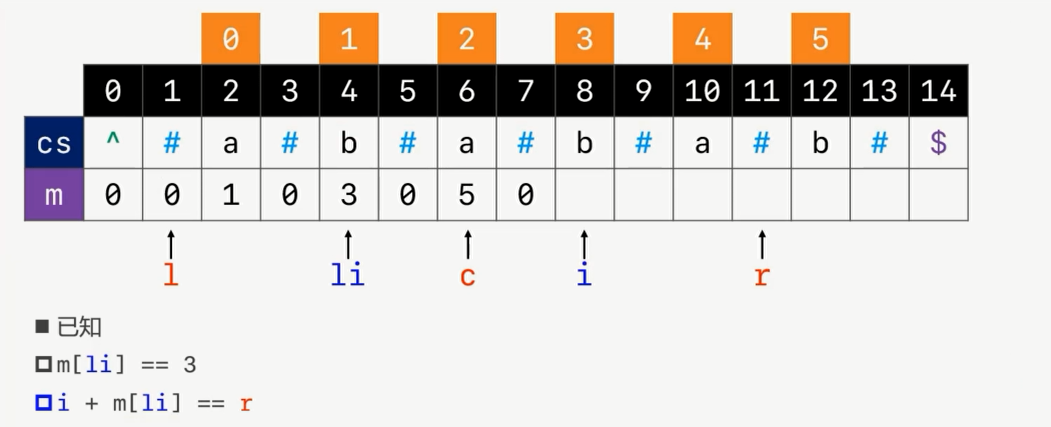 0 1 2 3 4 5
0 1 2 3 4 5 6 7 8 9 10 11 12 13 14
cs ^ # a # b # a # b # a # b # $
m 0 0 1 0 3 0 5 0
l li c i r
已知
m[li] == 3
i + m[li] == r